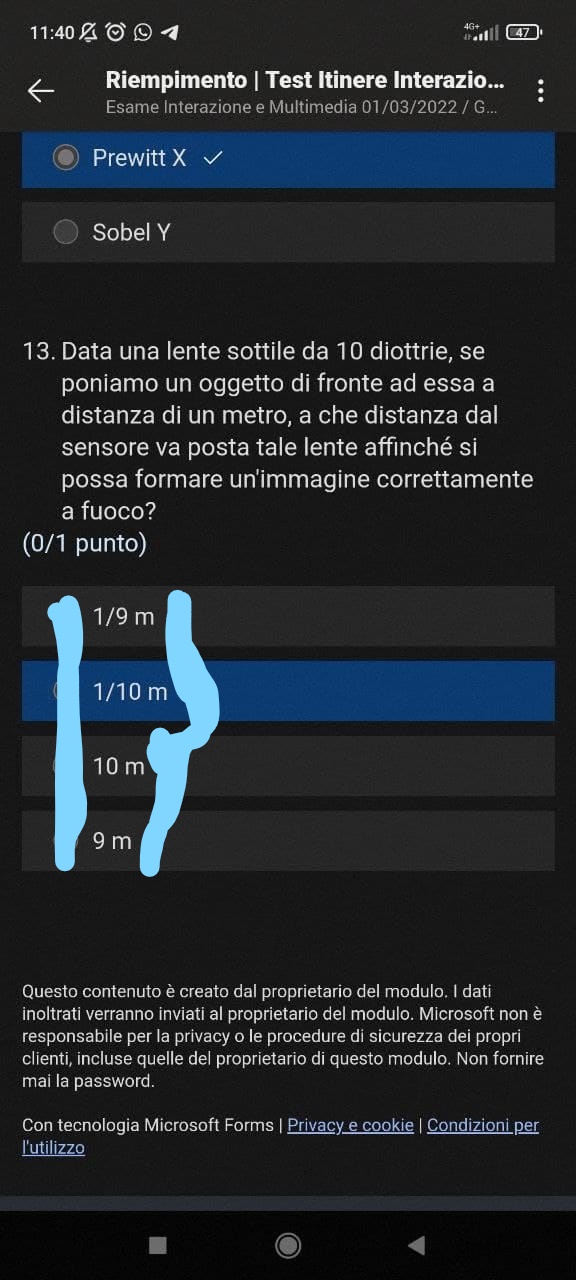 11:40
4G+
47
Riempimento | Test Itinere Interazio...
Esame Interazione e Multimedia 01/03/2022 / G...
Prewitt X
Sobel Y
13. Data una lente sottile da 10 diottrie, se
poniamo un oggetto di fronte ad essa a
distanza di un metro, a che distanza dal
sensore va posta tale lente affinché si
possa formare un'immagine correttamente
a fuoco?
(0/1 punto)
1/9 m
1/10 m
10 m
9 m
Questo contenuto è creato dal proprietario del modulo. I dati
inoltrati verranno inviati al proprietario del modulo. Microsoft non è
responsabile per la privacy o le procedure di sicurezza dei propri
clienti, incluse quelle del proprietario di questo modulo. Non fornire
mai la password.
Con tecnologia Microsoft Forms | Privacy e cookie | Condizioni per
l'utilizzo